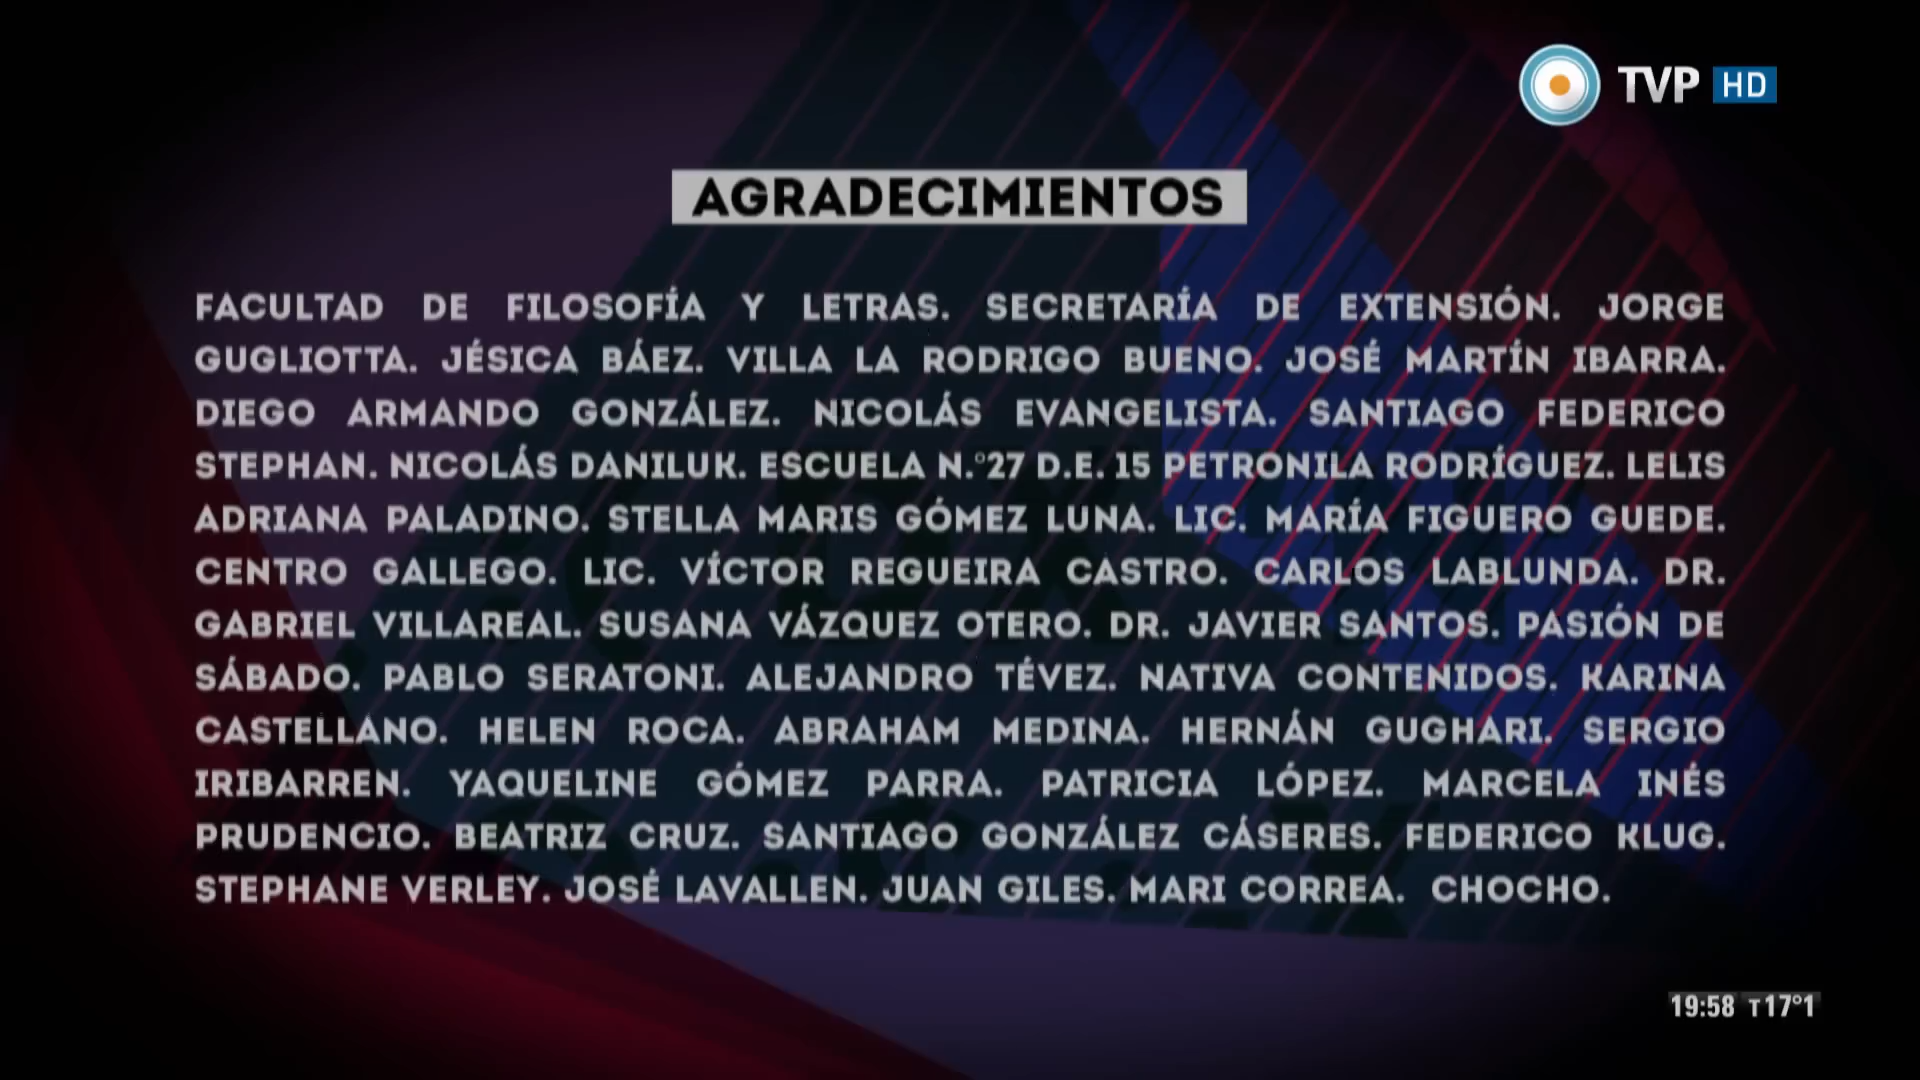 TVP HD
AGRADECIMIENTOS
FACULTAD DE FILOSOFÍA Y LETRAS. SECRETARÍA DE EXTENSIÓN. JORGE
GUGLIOTTA. JÉSICA BÁEZ. VILLA LA RODRIGO BUENO. JOSÉ MARTÍN IBARRA.
DIEGO ARMANDO GONZÁLEZ. NICOLÁS EVANGELISTA. SANTIAGO FEDERICO
STEPHAN. NICOLÁS DANILUK. ESCUELA N.°27 D.E. 15 PETRONILA RODRÍGUEZ. LELIS
ADRIANA PALADINO. STELLA MARIS GÓMEZ LUNA. LIC. MARÍA FIGUERO GUEDE.
CENTRO GALLEGO. LIC. VÍCTOR REGUEIRA CASTRO. CARLOS LABLUNDA. DR.
GABRIEL VILLAREAL. SUSANA VÁZQUEZ OTERO. DR. JAVIER SANTOS. PASIÓN DE
SÁBADO. PABLO SERATONI. ALEJANDRO TÉVEZ. NATIVA CONTENIDOS. KARINA
CASTELLANO. HELEN ROCA. ABRAHAM MEDINA. HERNÁN GUGHARI. SERGIO
IRIBARREN. YAQUELINE GÓMEZ PARRA. PATRICIA LÓPEZ. MARCELA INÉS
PRUDENCIO. BEATRIZ CRUZ. SANTIAGO GONZÁLEZ CÁSERES. FEDERICO KLUG.
STEPHANE VERLEY. JOSÉ LAVALLEN. JUAN GILES. MARI CORREA. CHOCHO.
19:58 T17°1